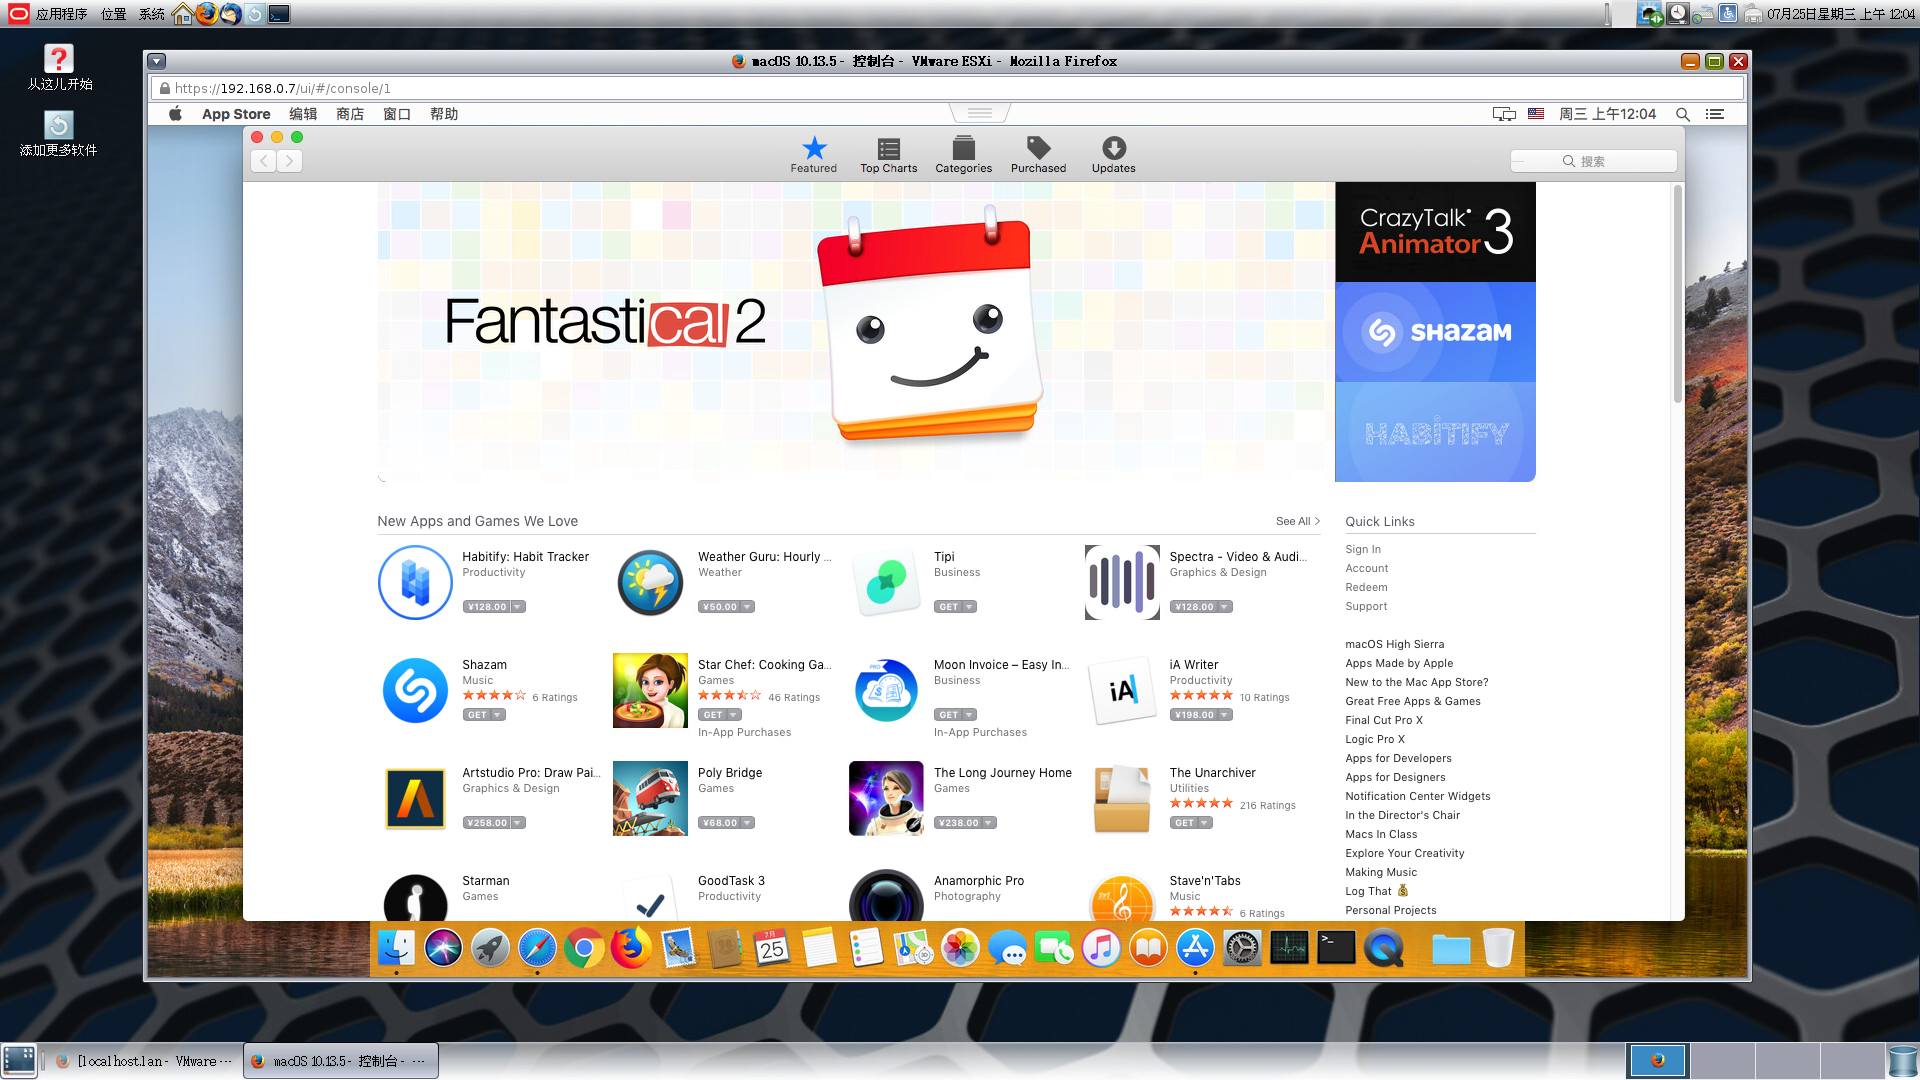 应用程序 位置 系统 07月25日星期三 上午 12:04
从这儿开始
添加更多软件
macOS 10.13.5 - 控制台 - VMware ESXi - Mozilla Firefox
https://192.168.0.7/ui/#/console/1
App Store 编辑 商店 窗口 帮助 周三 上午12:04
Featured Top Charts Categories Purchased Updates
搜索
Fantastical 2
CrazyTalk Animator 3
SHAZAM
HABITIFY
New Apps and Games We Love See All >
Habitify: Habit Tracker
Productivity
¥128.00
Weather Guru: Hourly ...
Weather
¥50.00
Tipi
Business
GET
Spectra - Video & Audi...
Graphics & Design
¥128.00
Shazam
Music
6 Ratings
GET
Star Chef: Cooking Ga...
Games
46 Ratings
GET
In-App Purchases
PRO
Moon Invoice – Easy In...
Business
GET
In-App Purchases
iA
iA Writer
Productivity
10 Ratings
¥198.00
Artstudio Pro: Draw Pai...
Graphics & Design
¥258.00
Poly Bridge
Games
¥68.00
The Long Journey Home
Games
¥238.00
The Unarchiver
Utilities
216 Ratings
GET
Starman
Games
GoodTask 3
Productivity
Anamorphic Pro
Photography
Stave'n'Tabs
Music
6 Ratings
Quick Links
Sign In
Account
Redeem
Support
macOS High Sierra
Apps Made by Apple
New to the Mac App Store?
Great Free Apps & Games
Final Cut Pro X
Logic Pro X
Apps for Developers
Apps for Designers
Notification Center Widgets
In the Director's Chair
Macs In Class
Explore Your Creativity
Making Music
Log That 💰
Personal Projects
7月
25
[localhost.lan - VMware ...
macOS 10.13.5 - 控制台 - ...